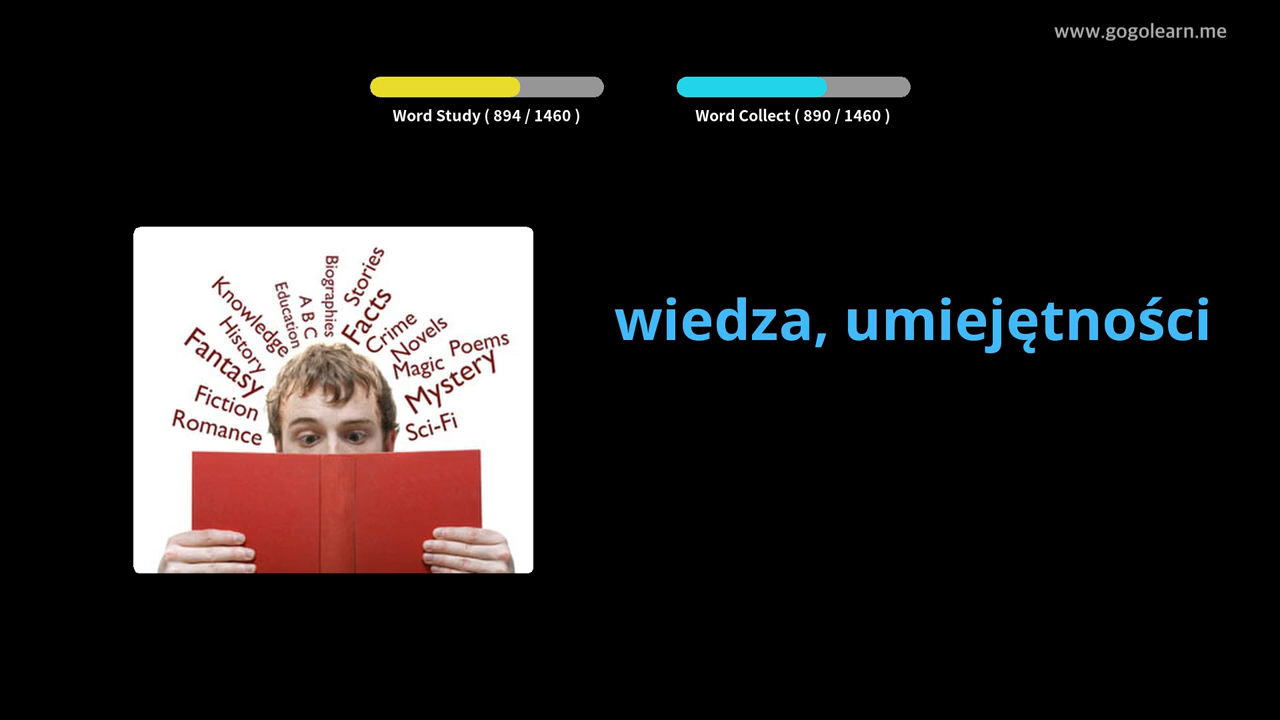 www.gogolearn.me
Word Study ( 894 / 1460 )
Word Collect ( 890 / 1460 )
wiedza, umiejętności
Knowledge
History
Fantasy
Fiction
Romance
Education
A B C
Biographies
Stories
Facts
Crime
Novels
Magic
Poems
Mystery
Sci-Fi